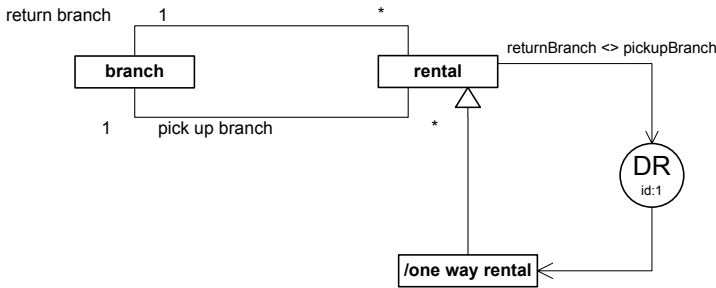 return branch 1 *
returnBranch <> pickupBranch
branch rental
1 pick up branch *
DR
id:1
/one way rental